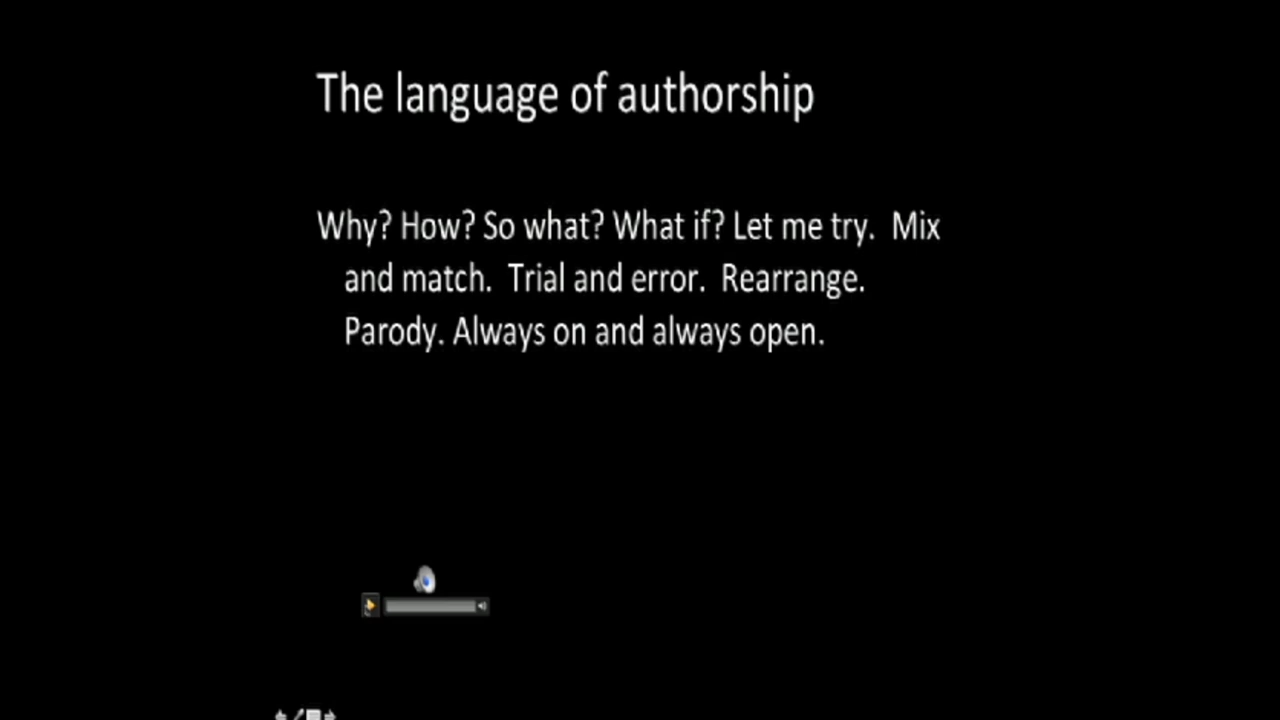 The language of authorship
Why? How? So what? What if? Let me try.  Mix
and match.  Trial and error.  Rearrange.
Parody. Always on and always open.